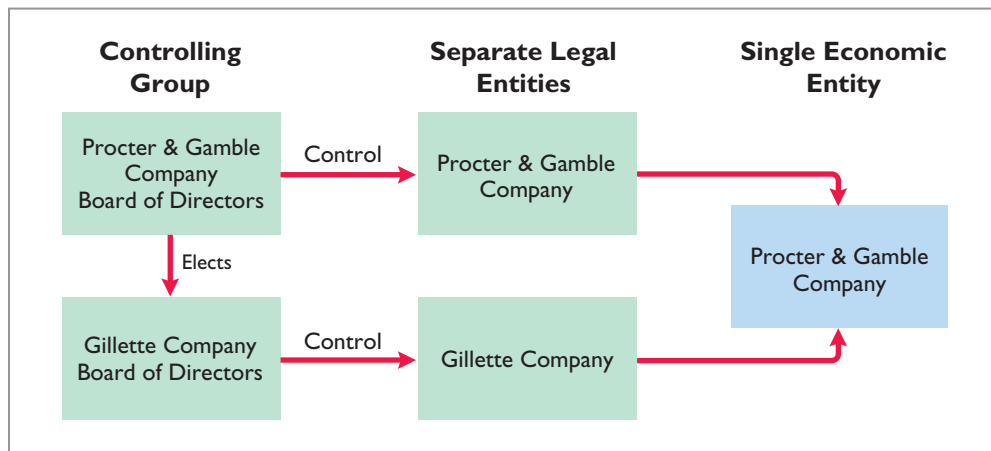 Controlling
Group
Separate Legal
Entities
Single Economic
Entity
Procter & Gamble
Company
Board of Directors
Control
Procter & Gamble
Company
Procter & Gamble
Company
Elects
Gillette Company
Board of Directors
Control
Gillette Company